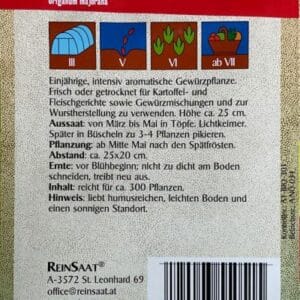 origanum majorana
III V VI ab VII
Einjährige, intensiv aromatische Gewürzpflanze.
Frisch oder getrocknet für Kartoffel- und
Fleischgerichte sowie Gewürzmischungen und zur
Wurstherstellung zu verwenden. Höhe ca. 25 cm.
Aussaat: von März bis Mai in Töpfe. Lichtkeimer.
Später in Büscheln zu 3-4 Pflanzen pikieren.
Pflanzung: ab Mitte Mai nach den Spätfrösten.
Abstand: ca. 25x20 cm.
Ernte: vor Blühbeginn; nicht zu dicht am Boden
schneiden, treibt neu aus.
Inhalt: reicht für ca. 300 Pflanzen.
Hinweis: liebt humusreichen, leichten Boden und
einen sonnigen Standort.
REINSAAT®
A-3572 St. Leonhard 69
office@reinsaat.at